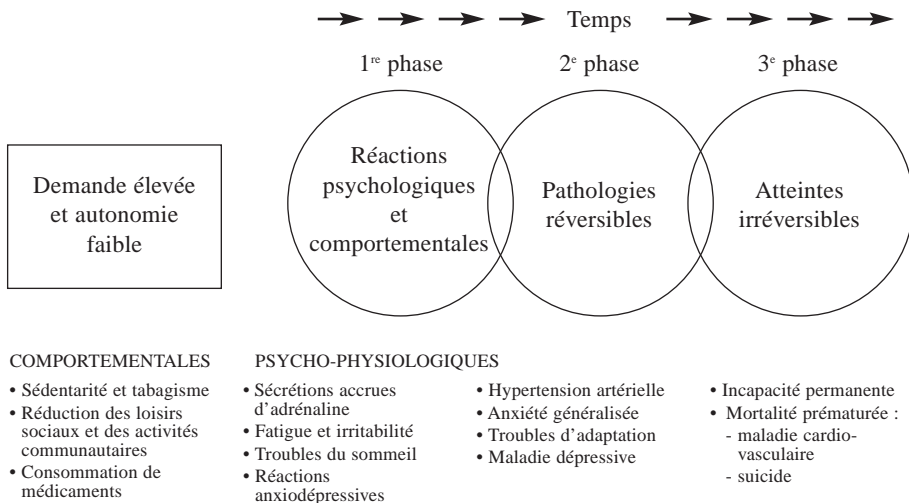 Temps
1re phase
2e phase
3e phase
Demande élevée
et autonomie
faible
Réactions
psychologiques
et
comportementales
Pathologies
réversibles
Atteintes
irréversibles
COMPORTEMENTALES
• Sédentarité et tabagisme
• Réduction des loisirs
sociaux et des activités
communautaires
• Consommation de
médicaments
PSYCHO-PHYSIOLOGIQUES
• Sécrétions accrues
d’adrénaline
• Fatigue et irritabilité
• Troubles du sommeil
• Réactions
anxiodépressives
• Hypertension artérielle
• Anxiété généralisée
• Troubles d’adaptation
• Maladie dépressive
• Incapacité permanente
• Mortalité prématurée :
- maladie cardio-
vasculaire
- suicide